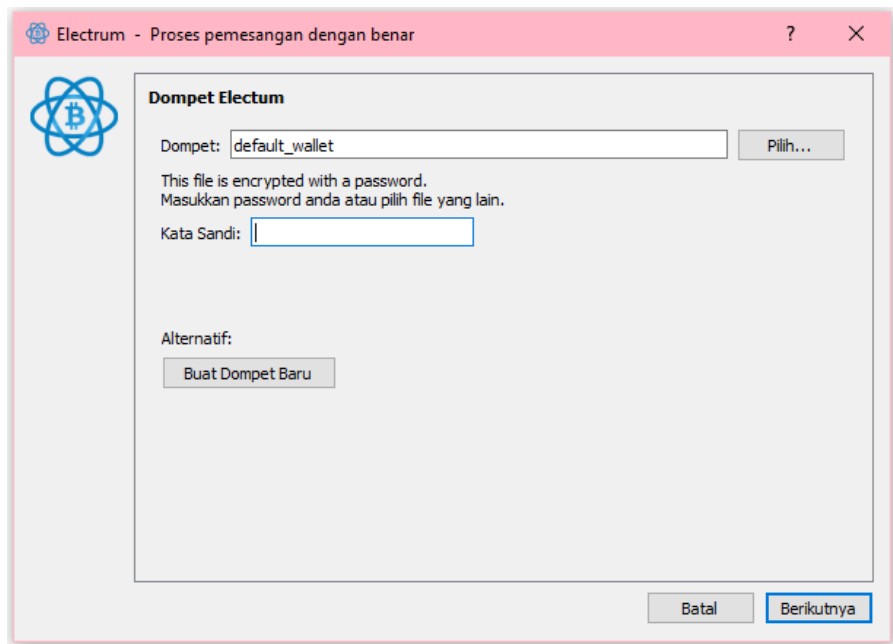 Electrum - Proses pemesangan dengan benar
?
Dompet Electum
Dompet: default_wallet Pilih...
This file is encrypted with a password.
Masukkan password anda atau pilih file yang lain.
Kata Sandi:
Alternatif:
Buat Dompet Baru
Batal Berikutnya